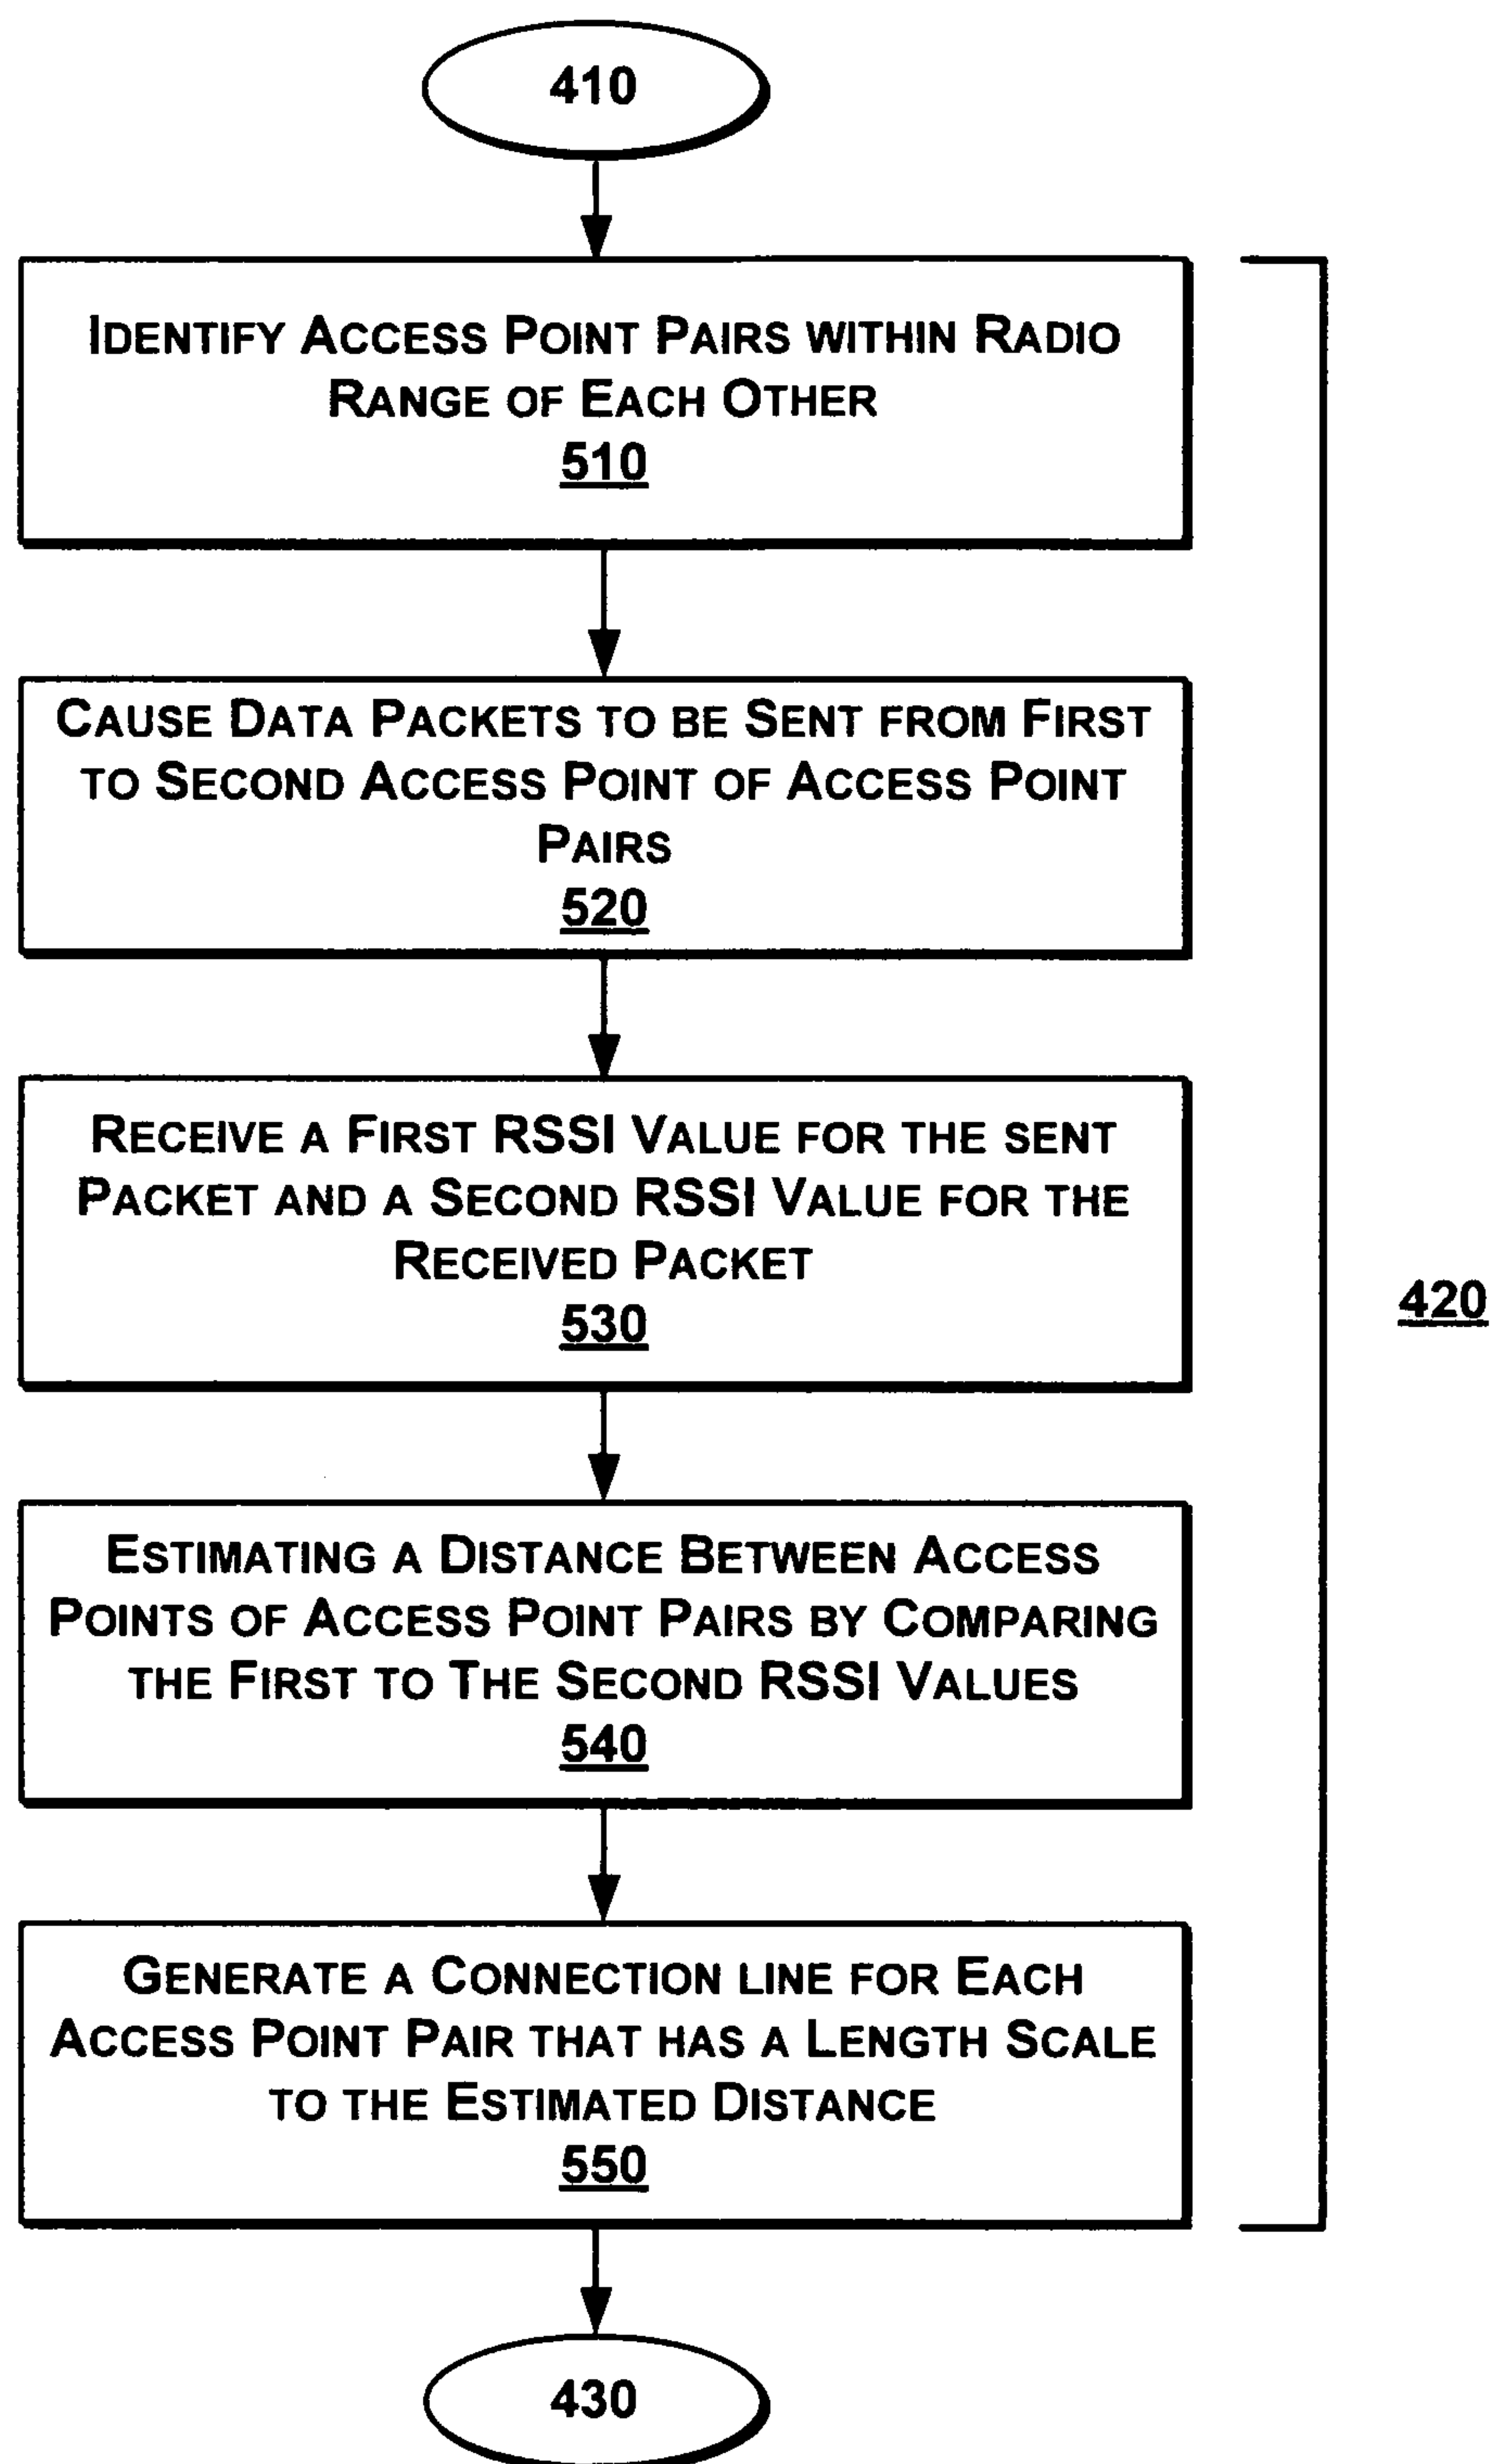 410
IDENTIFY ACCESS POINT PAIRS WITHIN RADIO
RANGE OF EACH OTHER
510
CAUSE DATA PACKETS TO BE SENT FROM FIRST
TO SECOND ACCESS POINT OF ACCESS POINT
PAIRS
520
RECEIVE A FIRST RSSI VALUE FOR THE SENT
PACKET AND A SECOND RSSI VALUE FOR THE
RECEIVED PACKET
530
420
ESTIMATING A DISTANCE BETWEEN ACCESS
POINTS OF ACCESS POINT PAIRS BY COMPARING
THE FIRST TO THE SECOND RSSI VALUES
540
GENERATE A CONNECTION LINE FOR EACH
ACCESS POINT PAIR THAT HAS A LENGTH SCALE
TO THE ESTIMATED DISTANCE
550
430